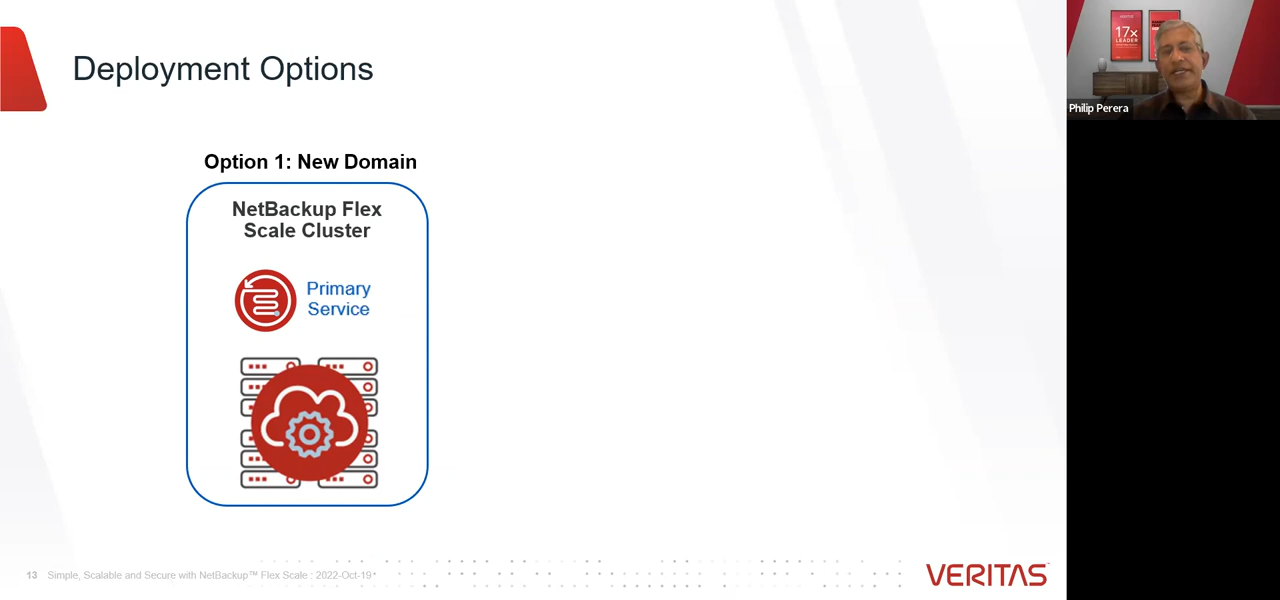 Deployment Options
Option 1: New Domain
NetBackup Flex
Scale Cluster
Primary
Service
13 Simple, Scalable and Secure with NetBackup™ Flex Scale : 2022-Oct-19
VERITAS
17x
LEADER
Philip Perera